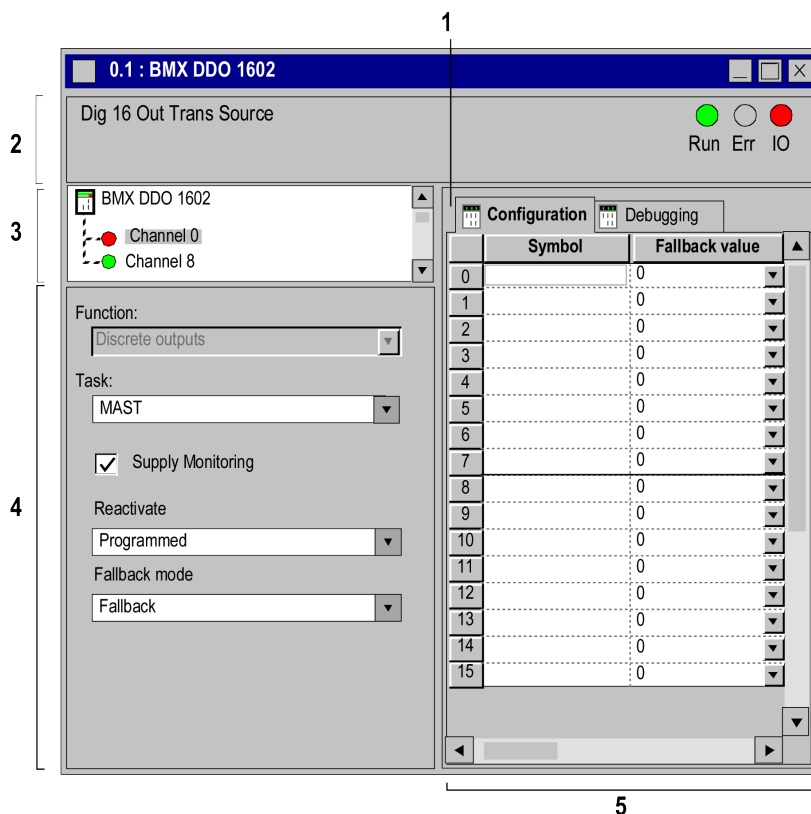 1
0.1 : BMX DDO 1602
2
Dig 16 Out Trans Source
Run Err IO
3
BMX DDO 1602
Channel 0
Channel 8
Configuration Debugging
Symbol Fallback value
0 0
1 0
2 0
3 0
4 0
5 0
6 0
7 0
8 0
9 0
10 0
11 0
12 0
13 0
14 0
15 0
4
Function:
Discrete outputs
Task:
MAST
Supply Monitoring
Reactivate
Programmed
Fallback mode
Fallback
5